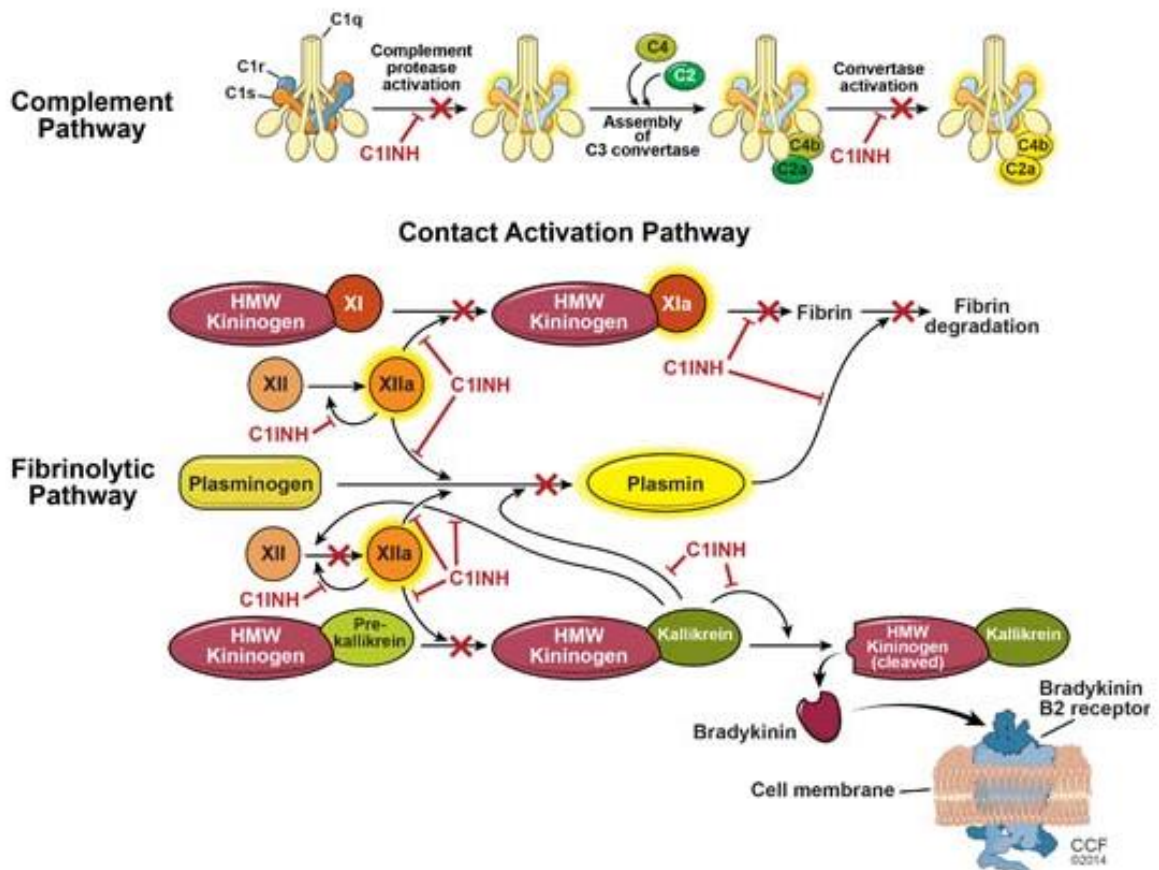 C1q
C1r
C1s
Complement
Pathway
Complement
protease
activation
C1INH
C4
C2
Assembly
of
C3 convertase
C4b
C2a
Convertase
activation
C1INH
C4b
C2a
Contact Activation Pathway
HMW
Kininogen
XI
HMW
Kininogen
XIa
Fibrin
Fibrin
degradation
XII
XIIa
C1INH
C1INH
C1INH
Fibrinolytic
Pathway
Plasminogen
Plasmin
XII
XIIa
C1INH
C1INH
C1INH
HMW
Kininogen
Pre-
kallikrein
HMW
Kininogen
Kallikrein
HMW
Kininogen
(cleaved)
Kallikrein
Bradykinin
Bradykinin
B2 receptor
Cell membrane
CCF
©2014